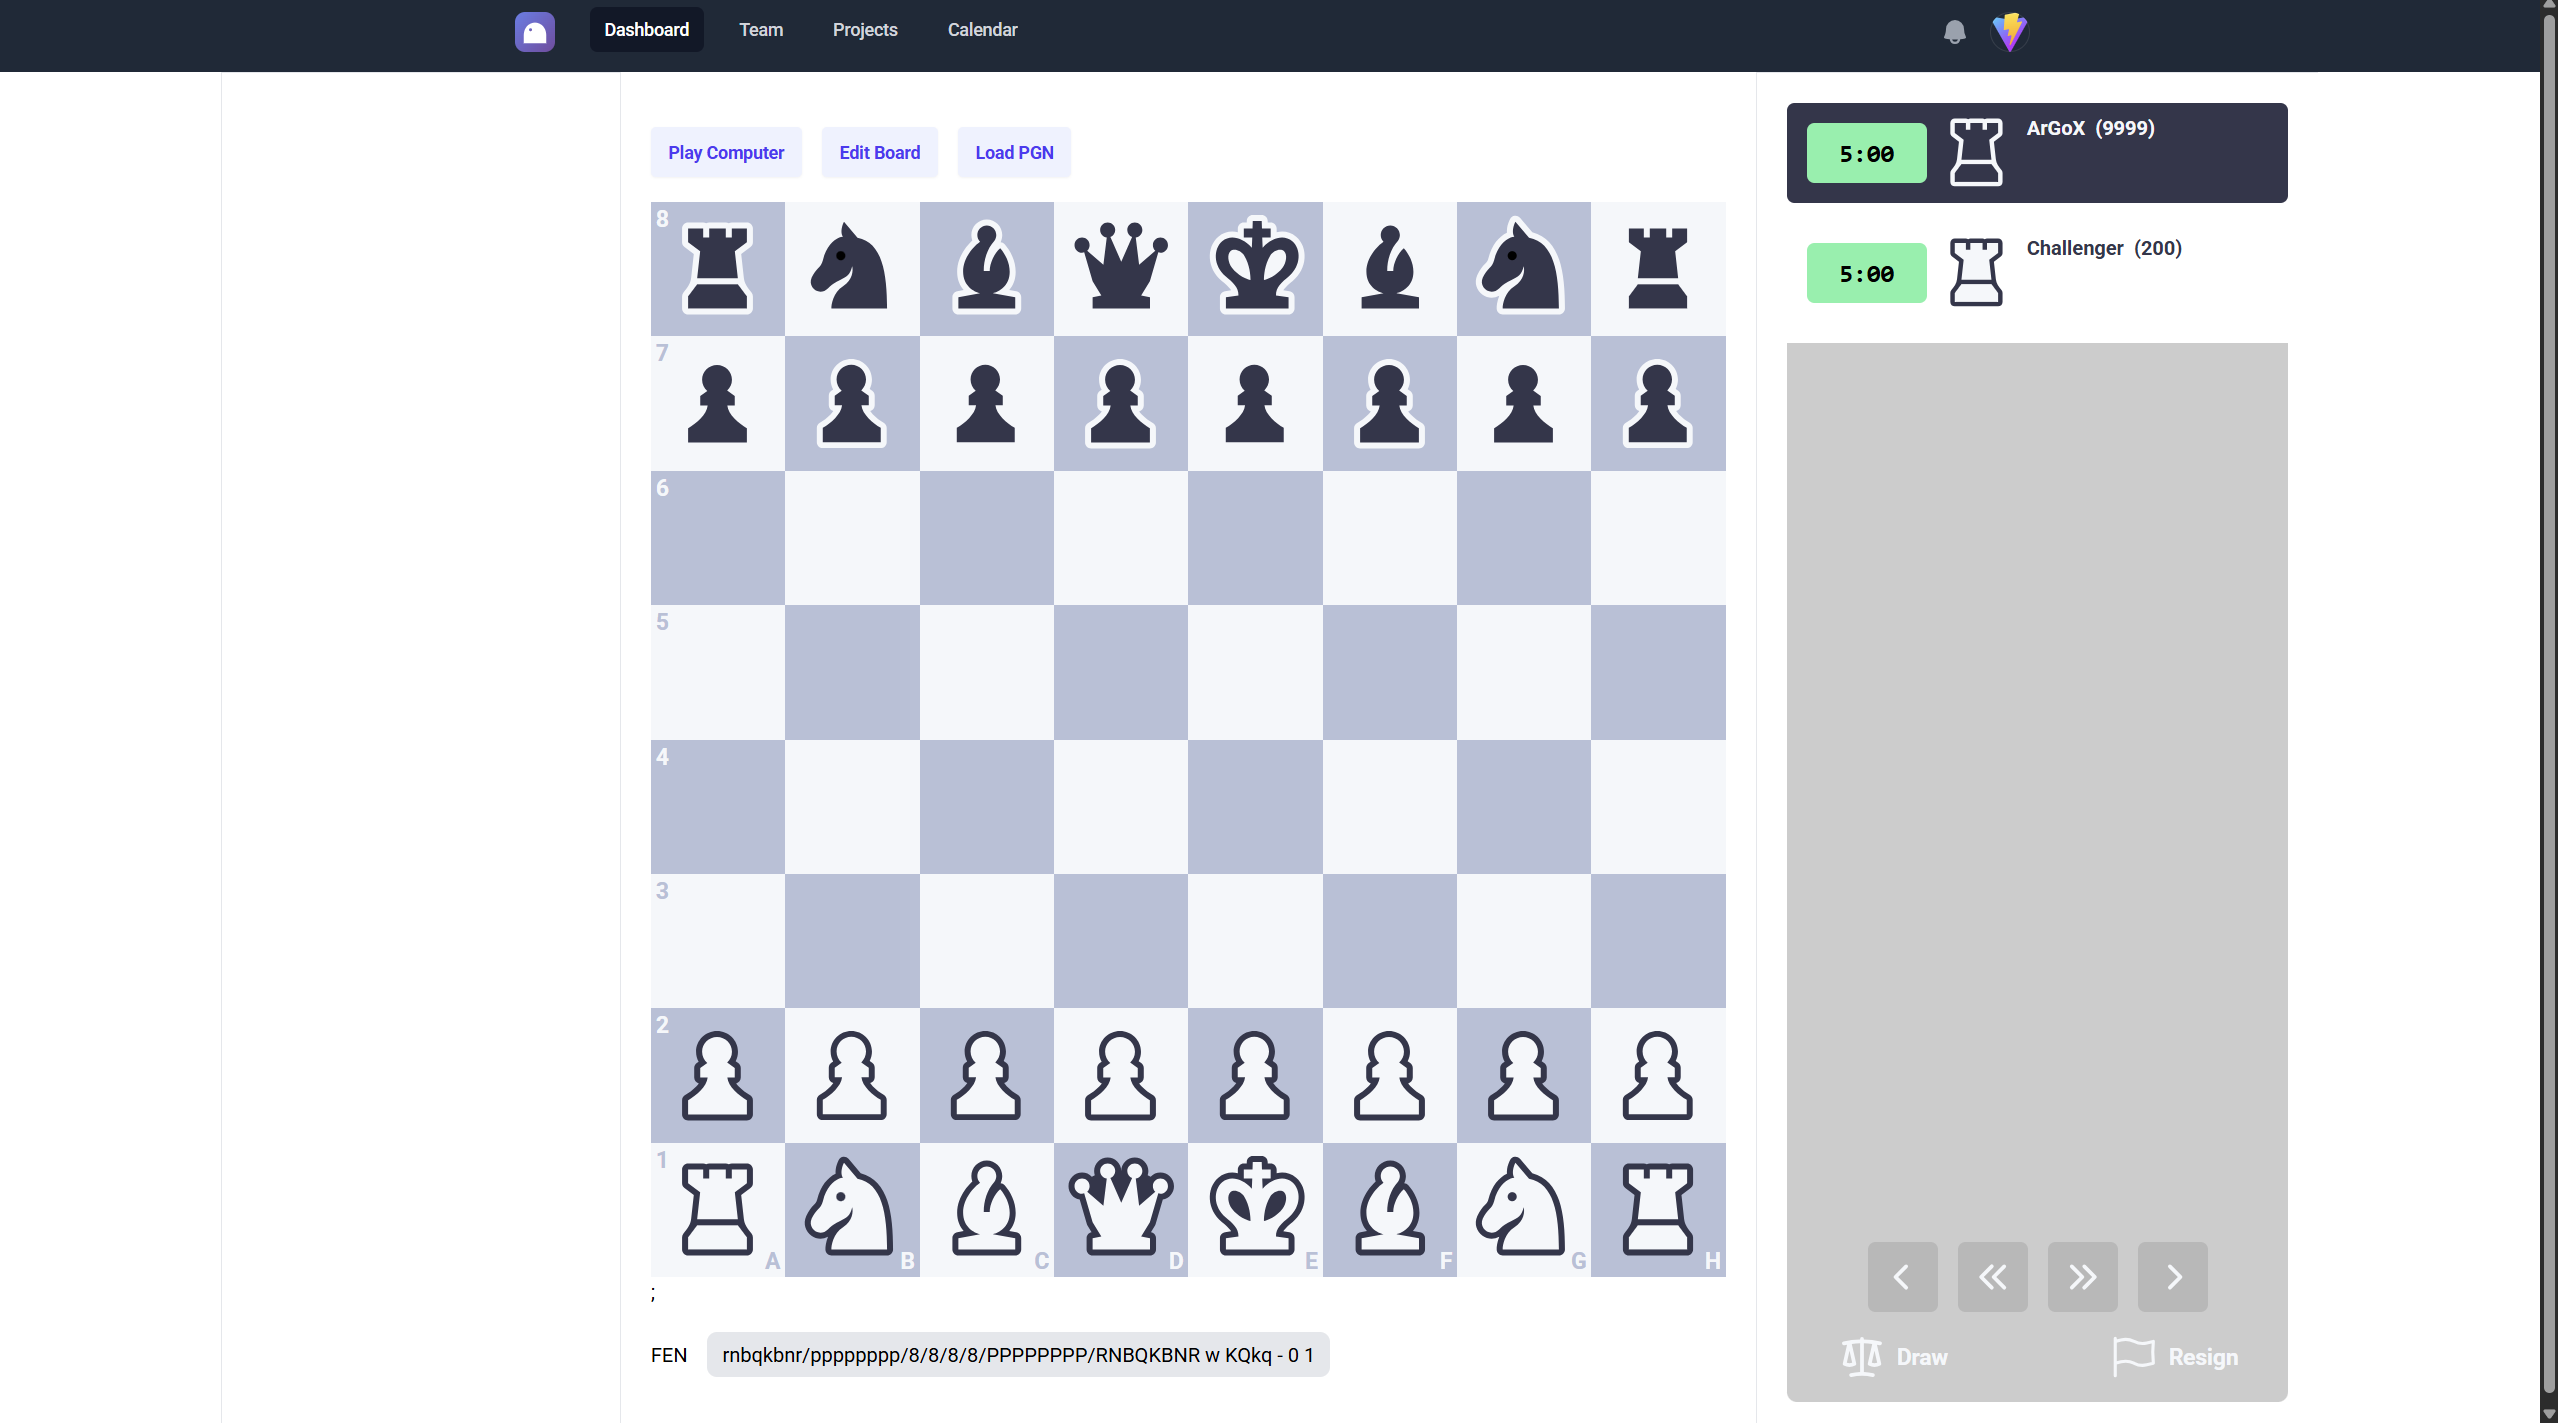 Dashboard Team Projects Calendar
Play Computer Edit Board Load PGN
8
7
6
5
4
3
2
1
A B C D E F G H
;
FEN rnbqkbnr/pppppppp/8/8/8/8/PPPPPPPP/RNBQKBNR w KQkq - 0 1
5:00 ArGoX (9999)
5:00 Challenger (200)
Draw Resign